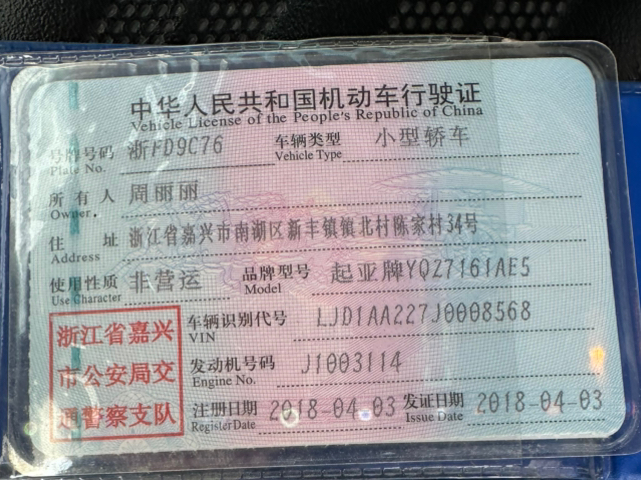 中华人民共和国机动车行驶证
Vehicle License of the People's Republic of China
号牌号码 浙FD9C76 车辆类型 小型轿车
Plate No. Vehicle Type
所有人 周丽丽
Owner
住址 浙江省嘉兴市南湖区新丰镇镇北村陈家村34号
Address
使用性质 非营运 品牌型号 起亚牌YQZ7161AE5
Use Character Model
浙江省嘉兴
市公安局交
通警察支队
车辆识别代号 LJD1AA227J0008568
VIN
发动机号码 J1003114
Engine No.
注册日期 2018-04-03 发证日期 2018-04-03
Register Date Issue Date